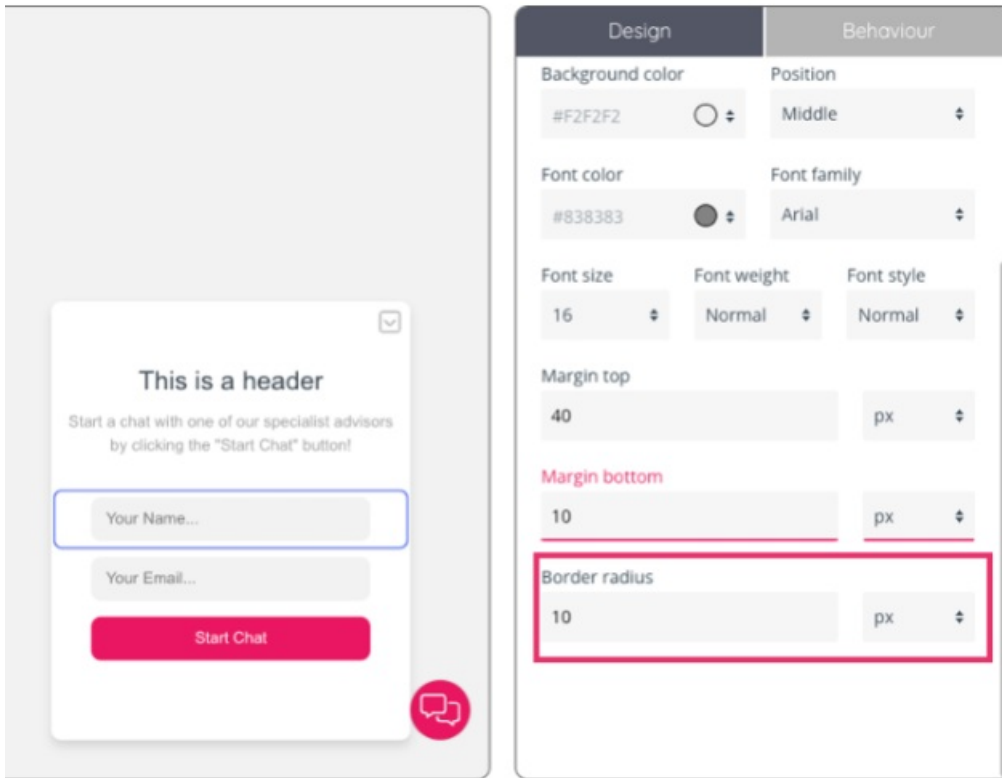 This is a header
Start a chat with one of our specialist advisors
by clicking the "Start Chat" button!
Your Name...
Your Email...
Start Chat
Design Behaviour
Background color Position
#F2F2F2 Middle
Font color Font family
#838383 Arial
Font size Font weight Font style
16 Normal Normal
Margin top
40 px
Margin bottom
10 px
Border radius
10 px